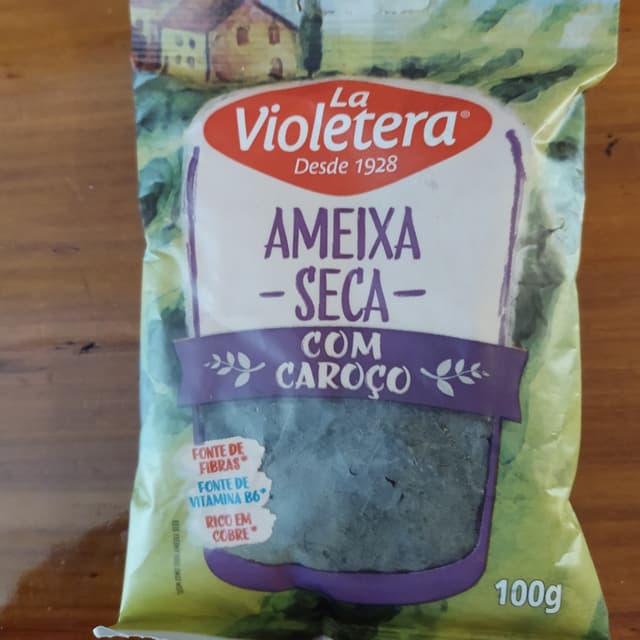 La
Violetera®
Desde 1928
AMEIXA
- SECA -
COM
CAROÇO
FONTE DE
FIBRAS*
FONTE DE
VITAMINA B6*
RICO EM
COBRE*
100g